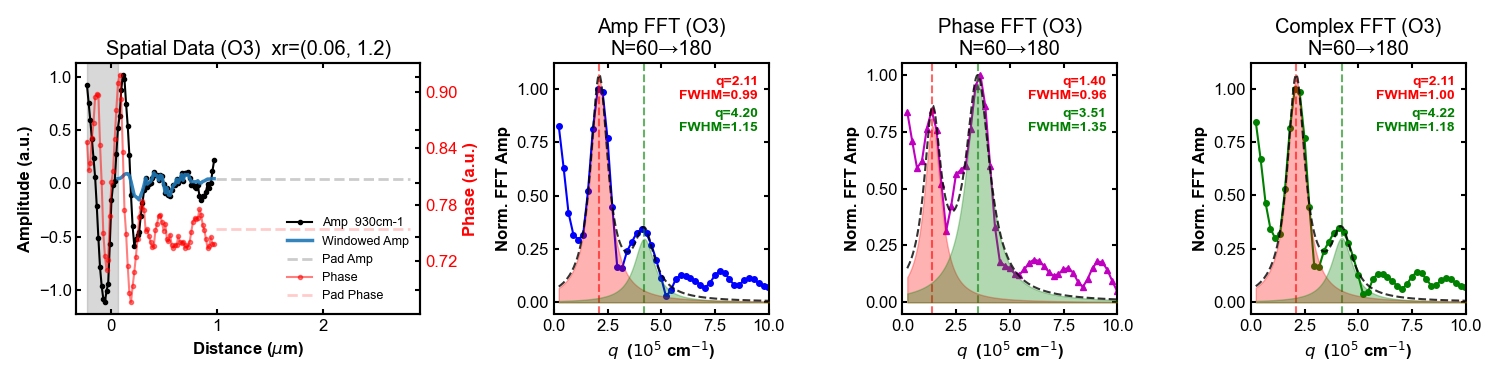 Spatial Data (O3)  xr=(0.06, 1.2)
1.0
0.5
0.0
−0.5
−1.0
Amplitude (a.u.)
0
1
2
Distance (μm)
0.90
0.84
0.78
0.72
Phase (a.u.)
Amp  930cm-1
Windowed Amp
Pad Amp
Phase
Pad Phase
Amp FFT (O3)
N=60→180
q=2.11
FWHM=0.99
q=4.20
FWHM=1.15
1.00
0.75
0.50
0.25
0.00
Norm. FFT Amp
0.0
2.5
5.0
7.5
10.0
q (10⁵ cm⁻¹)
Phase FFT (O3)
N=60→180
q=1.40
FWHM=0.96
q=3.51
FWHM=1.35
1.00
0.75
0.50
0.25
0.00
Norm. FFT Amp
0.0
2.5
5.0
7.5
10.0
q (10⁵ cm⁻¹)
Complex FFT (O3)
N=60→180
q=2.11
FWHM=1.00
q=4.22
FWHM=1.18
1.00
0.75
0.50
0.25
0.00
Norm. FFT Amp
0.0
2.5
5.0
7.5
10.0
q (10⁵ cm⁻¹)